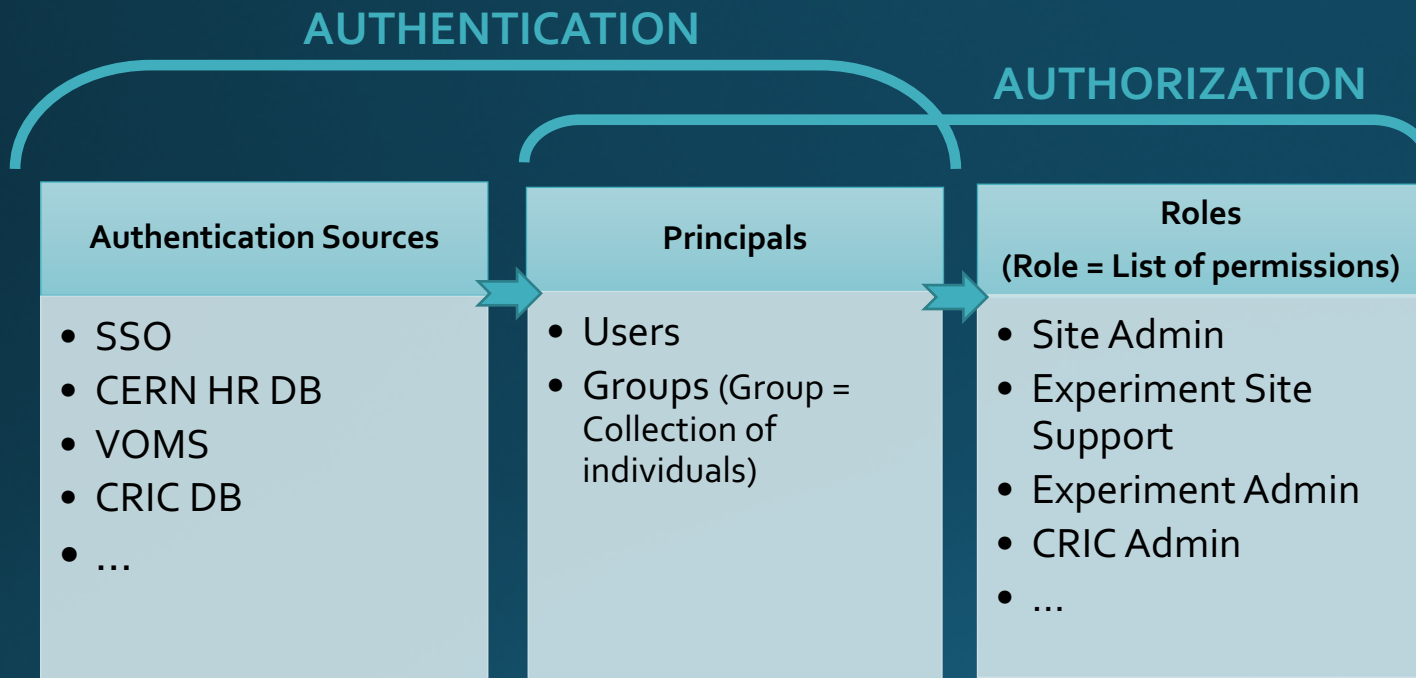 AUTHENTICATION
AUTHORIZATION
Authentication Sources
• SSO
• CERN HR DB
• VOMS
• CRIC DB
• ...
Principals
• Users
• Groups (Group =
Collection of
individuals)
Roles
(Role = List of permissions)
• Site Admin
• Experiment Site
Support
• Experiment Admin
• CRIC Admin
• ...